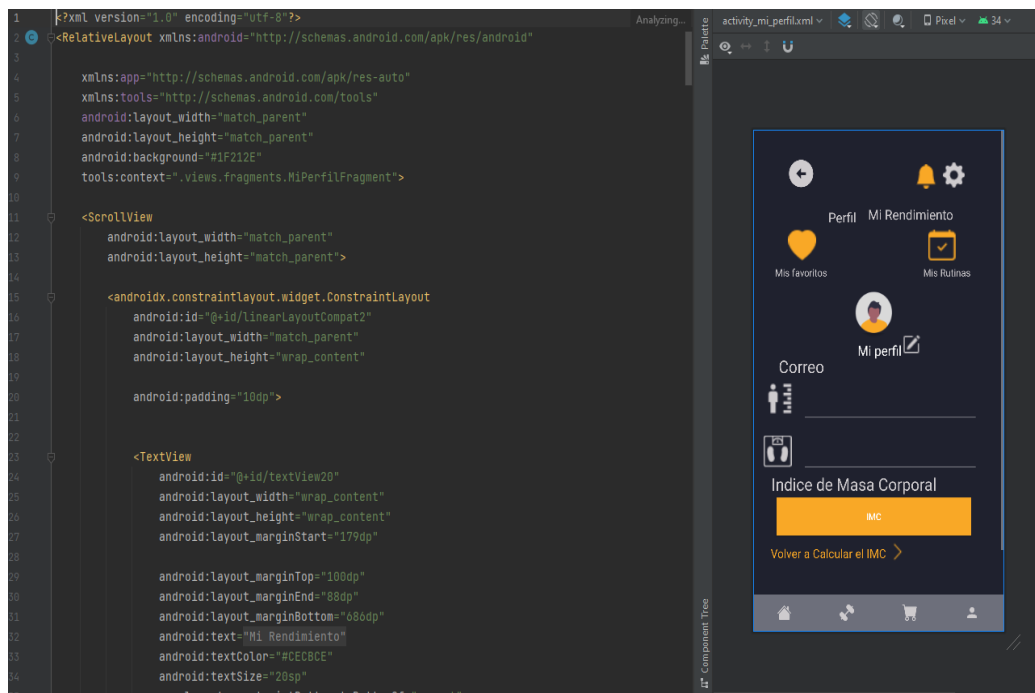 1 <?xml version="1.0" encoding="utf-8"?>
2 <RelativeLayout xmlns:android="http://schemas.android.com/apk/res/android"
3
4 xmlns:app="http://schemas.android.com/apk/res-auto"
5 xmlns:tools="http://schemas.android.com/tools"
6 android:layout_width="match_parent"
7 android:layout_height="match_parent"
8 android:background="#1F212E"
9 tools:context=".views.fragments.MiPerfilFragment">
10
11 <ScrollView
12 android:layout_width="match_parent"
13 android:layout_height="match_parent">
14
15 <androidx.constraintlayout.widget.ConstraintLayout
16 android:id="@+id/linearLayoutCompat2"
17 android:layout_width="match_parent"
18 android:layout_height="wrap_content"
19
20 android:padding="10dp">
21
22
23 <TextView
24 android:id="@+id/textView20"
25 android:layout_width="wrap_content"
26 android:layout_height="wrap_content"
27 android:layout_marginStart="179dp"
28
29 android:layout_marginTop="100dp"
30 android:layout_marginEnd="88dp"
31 android:layout_marginBottom="686dp"
32 android:text="Mi Rendimiento"
33 android:textColor="#CECBCE"
34 android:textSize="20sp"
Analyzing...
Palette
Component Tree
activity_mi_perfil.xml
Pixel
34
Perfil
Mi Rendimiento
Mis favoritos
Mis Rutinas
Mi perfil
Correo
Indice de Masa Corporal
IMC
Volver a Calcular el IMC